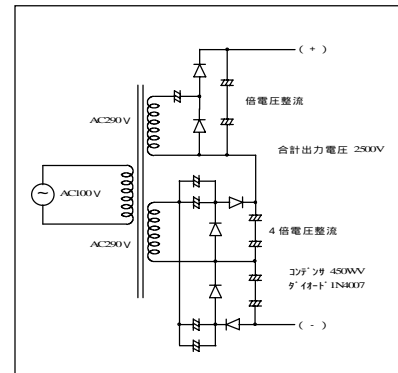 ( + )
倍電圧整流
AC290V
合計出力電圧 2500V
AC100V
AC290V
4倍電圧整流
コンデンサ 450WV
ダイオード 1N4007
( - )